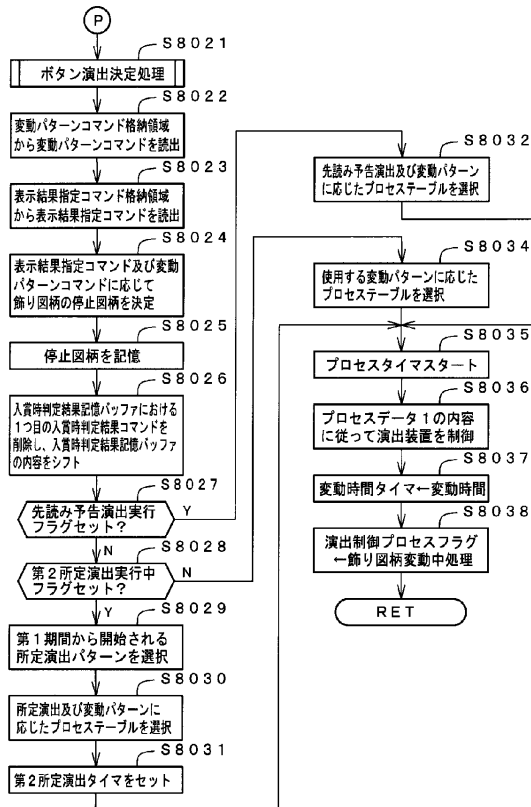 P
S8021
ボタン演出決定処理
S8022
変動パターンコマンド格納領域
から変動パターンコマンドを読出
S8023
表示結果指定コマンド格納領域
から表示結果指定コマンドを読出
S8024
表示結果指定コマンド及び変動
パターンコマンドに応じて
飾り図柄の停止図柄を決定
S8025
停止図柄を記憶
S8026
入賞時判定結果記憶バッファにおける
1つ目の入賞時判定結果コマンドを
削除し、入賞時判定結果記憶バッファ
の内容をシフト
S8027
先読み予告演出実行
フラグセット?
Y
N
S8028
第2所定演出実行中
フラグセット?
N
Y
S8029
第1期間から開始される
所定演出パターンを選択
S8030
所定演出及び変動パターンに
応じたプロセステーブルを選択
S8031
第2所定演出タイマをセット
S8032
先読み予告演出及び変動パターン
に応じたプロセステーブルを選択
S8034
使用する変動パターンに応じた
プロセステーブルを選択
S8035
プロセスタイマスタート
S8036
プロセスデータ1の内容
に従って演出装置を制御
S8037
変動時間タイマ←変動時間
S8038
演出制御プロセスフラグ
←飾り図柄変動中処理
RET